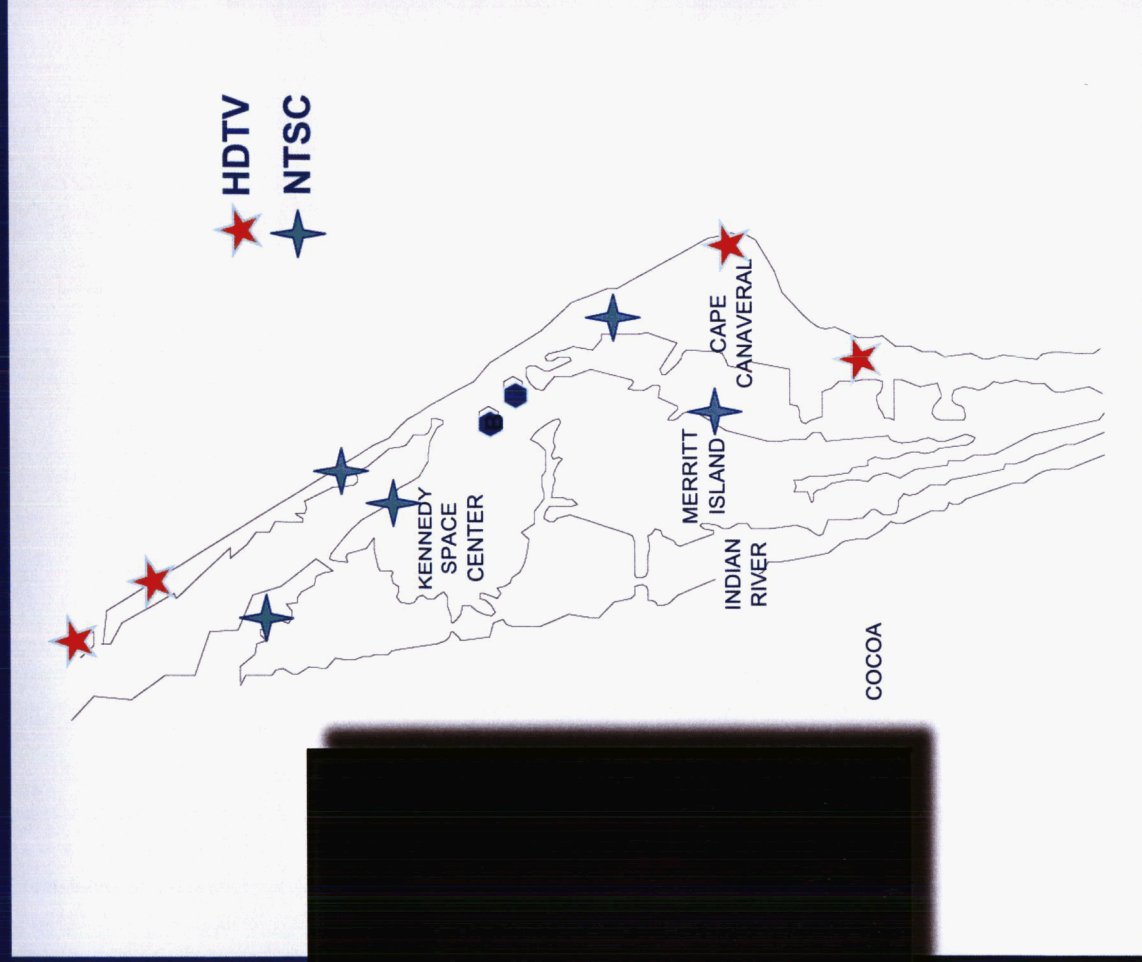 HDTV
NTSC
CAPE
CANAVERAL
MERRITT
ISLAND
KENNEDY
SPACE
CENTER
INDIAN
RIVER
COCOA
B